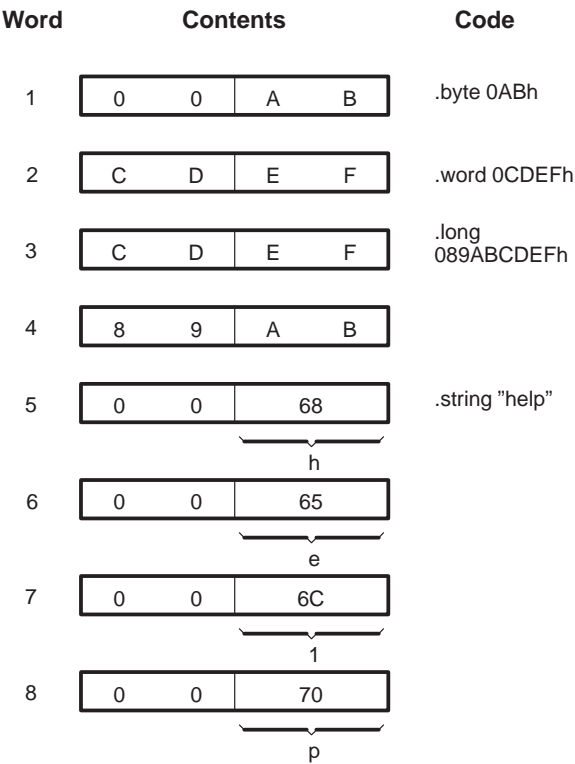 Word Contents Code
1 0 0 A B .byte 0ABh
2 C D E F .word 0CDEFh
3 C D E F .long
089ABCDEFh
4 8 9 A B
5 0 0 68 .string ”help”
h
6 0 0 65
e
7 0 0 6C
1
8 0 0 70
p